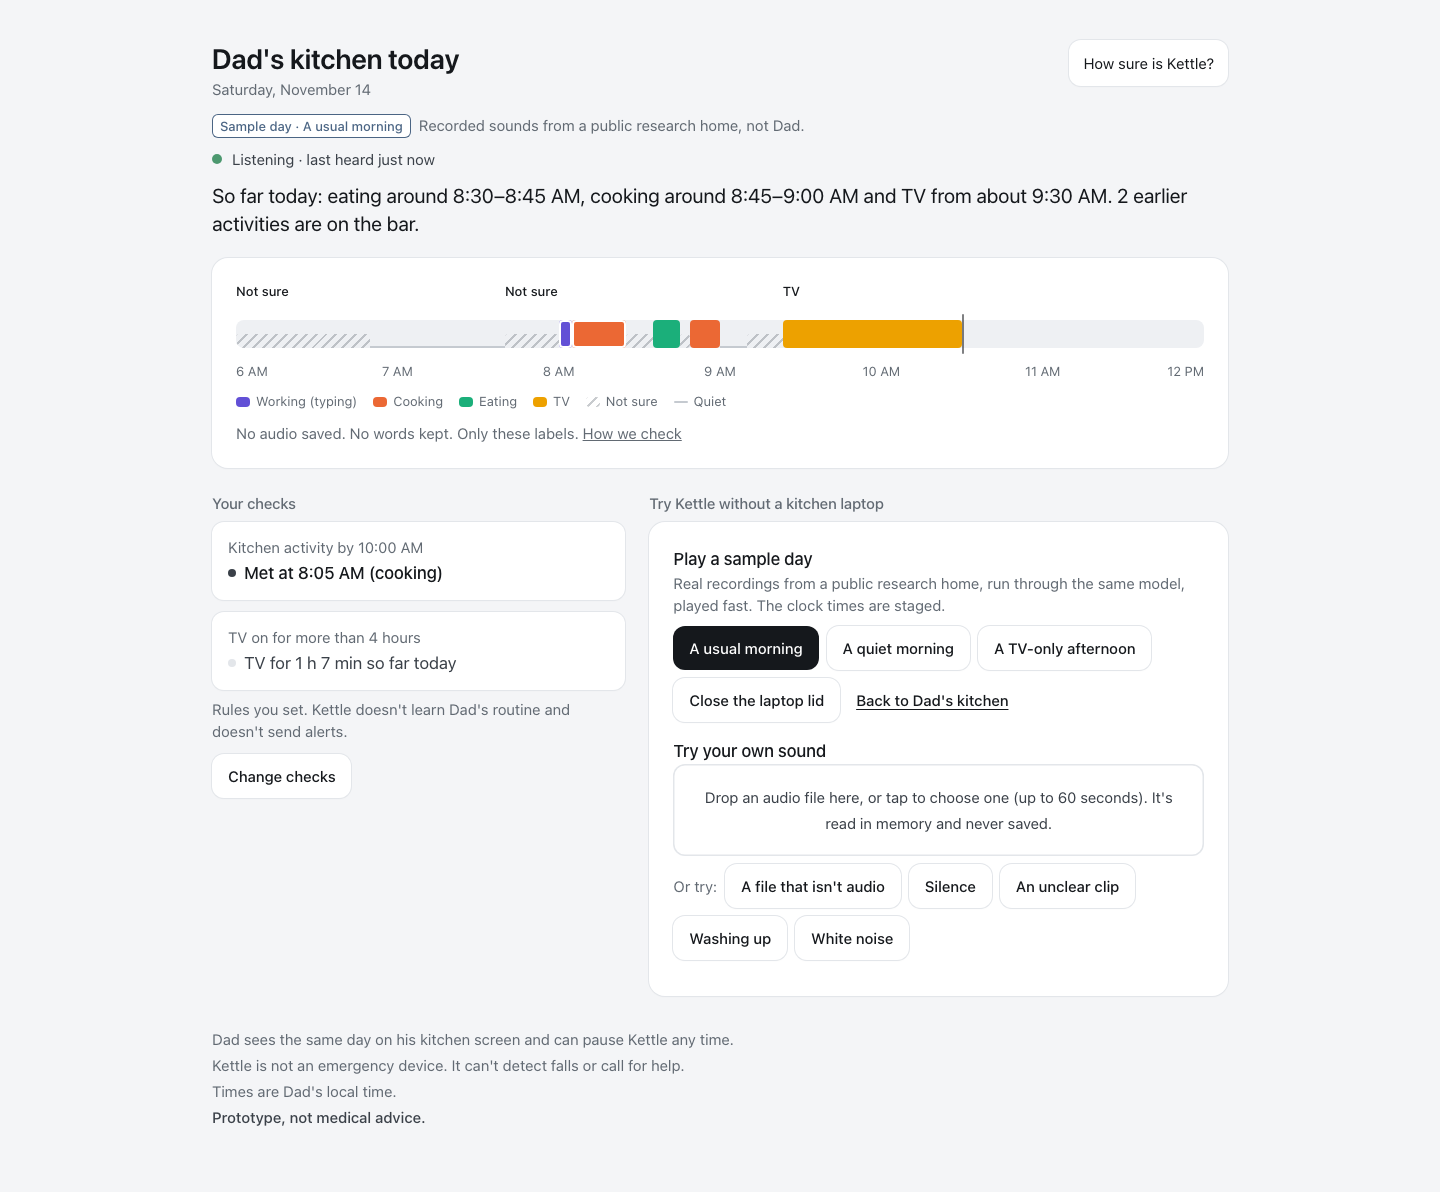 Dad's kitchen today
How sure is Kettle?
Saturday, November 14
Sample day · A usual morning
Recorded sounds from a public research home, not Dad.
Listening · last heard just now
So far today: eating around 8:30–8:45 AM, cooking around 8:45–9:00 AM and TV from about 9:30 AM. 2 earlier
activities are on the bar.
Not sure
Not sure
TV
6 AM
7 AM
8 AM
9 AM
10 AM
11 AM
12 PM
Working (typing)
Cooking
Eating
TV
Not sure
Quiet
No audio saved. No words kept. Only these labels. How we check
Your checks
Kitchen activity by 10:00 AM
Met at 8:05 AM (cooking)
TV on for more than 4 hours
TV for 1 h 7 min so far today
Rules you set. Kettle doesn't learn Dad's routine and
doesn't send alerts.
Change checks
Try Kettle without a kitchen laptop
Play a sample day
Real recordings from a public research home, run through the same model,
played fast. The clock times are staged.
A usual morning
A quiet morning
A TV-only afternoon
Close the laptop lid
Back to Dad's kitchen
Try your own sound
Drop an audio file here, or tap to choose one (up to 60 seconds). It's
read in memory and never saved.
Or try:
A file that isn't audio
Silence
An unclear clip
Washing up
White noise
Dad sees the same day on his kitchen screen and can pause Kettle any time.
Kettle is not an emergency device. It can't detect falls or call for help.
Times are Dad's local time.
Prototype, not medical advice.